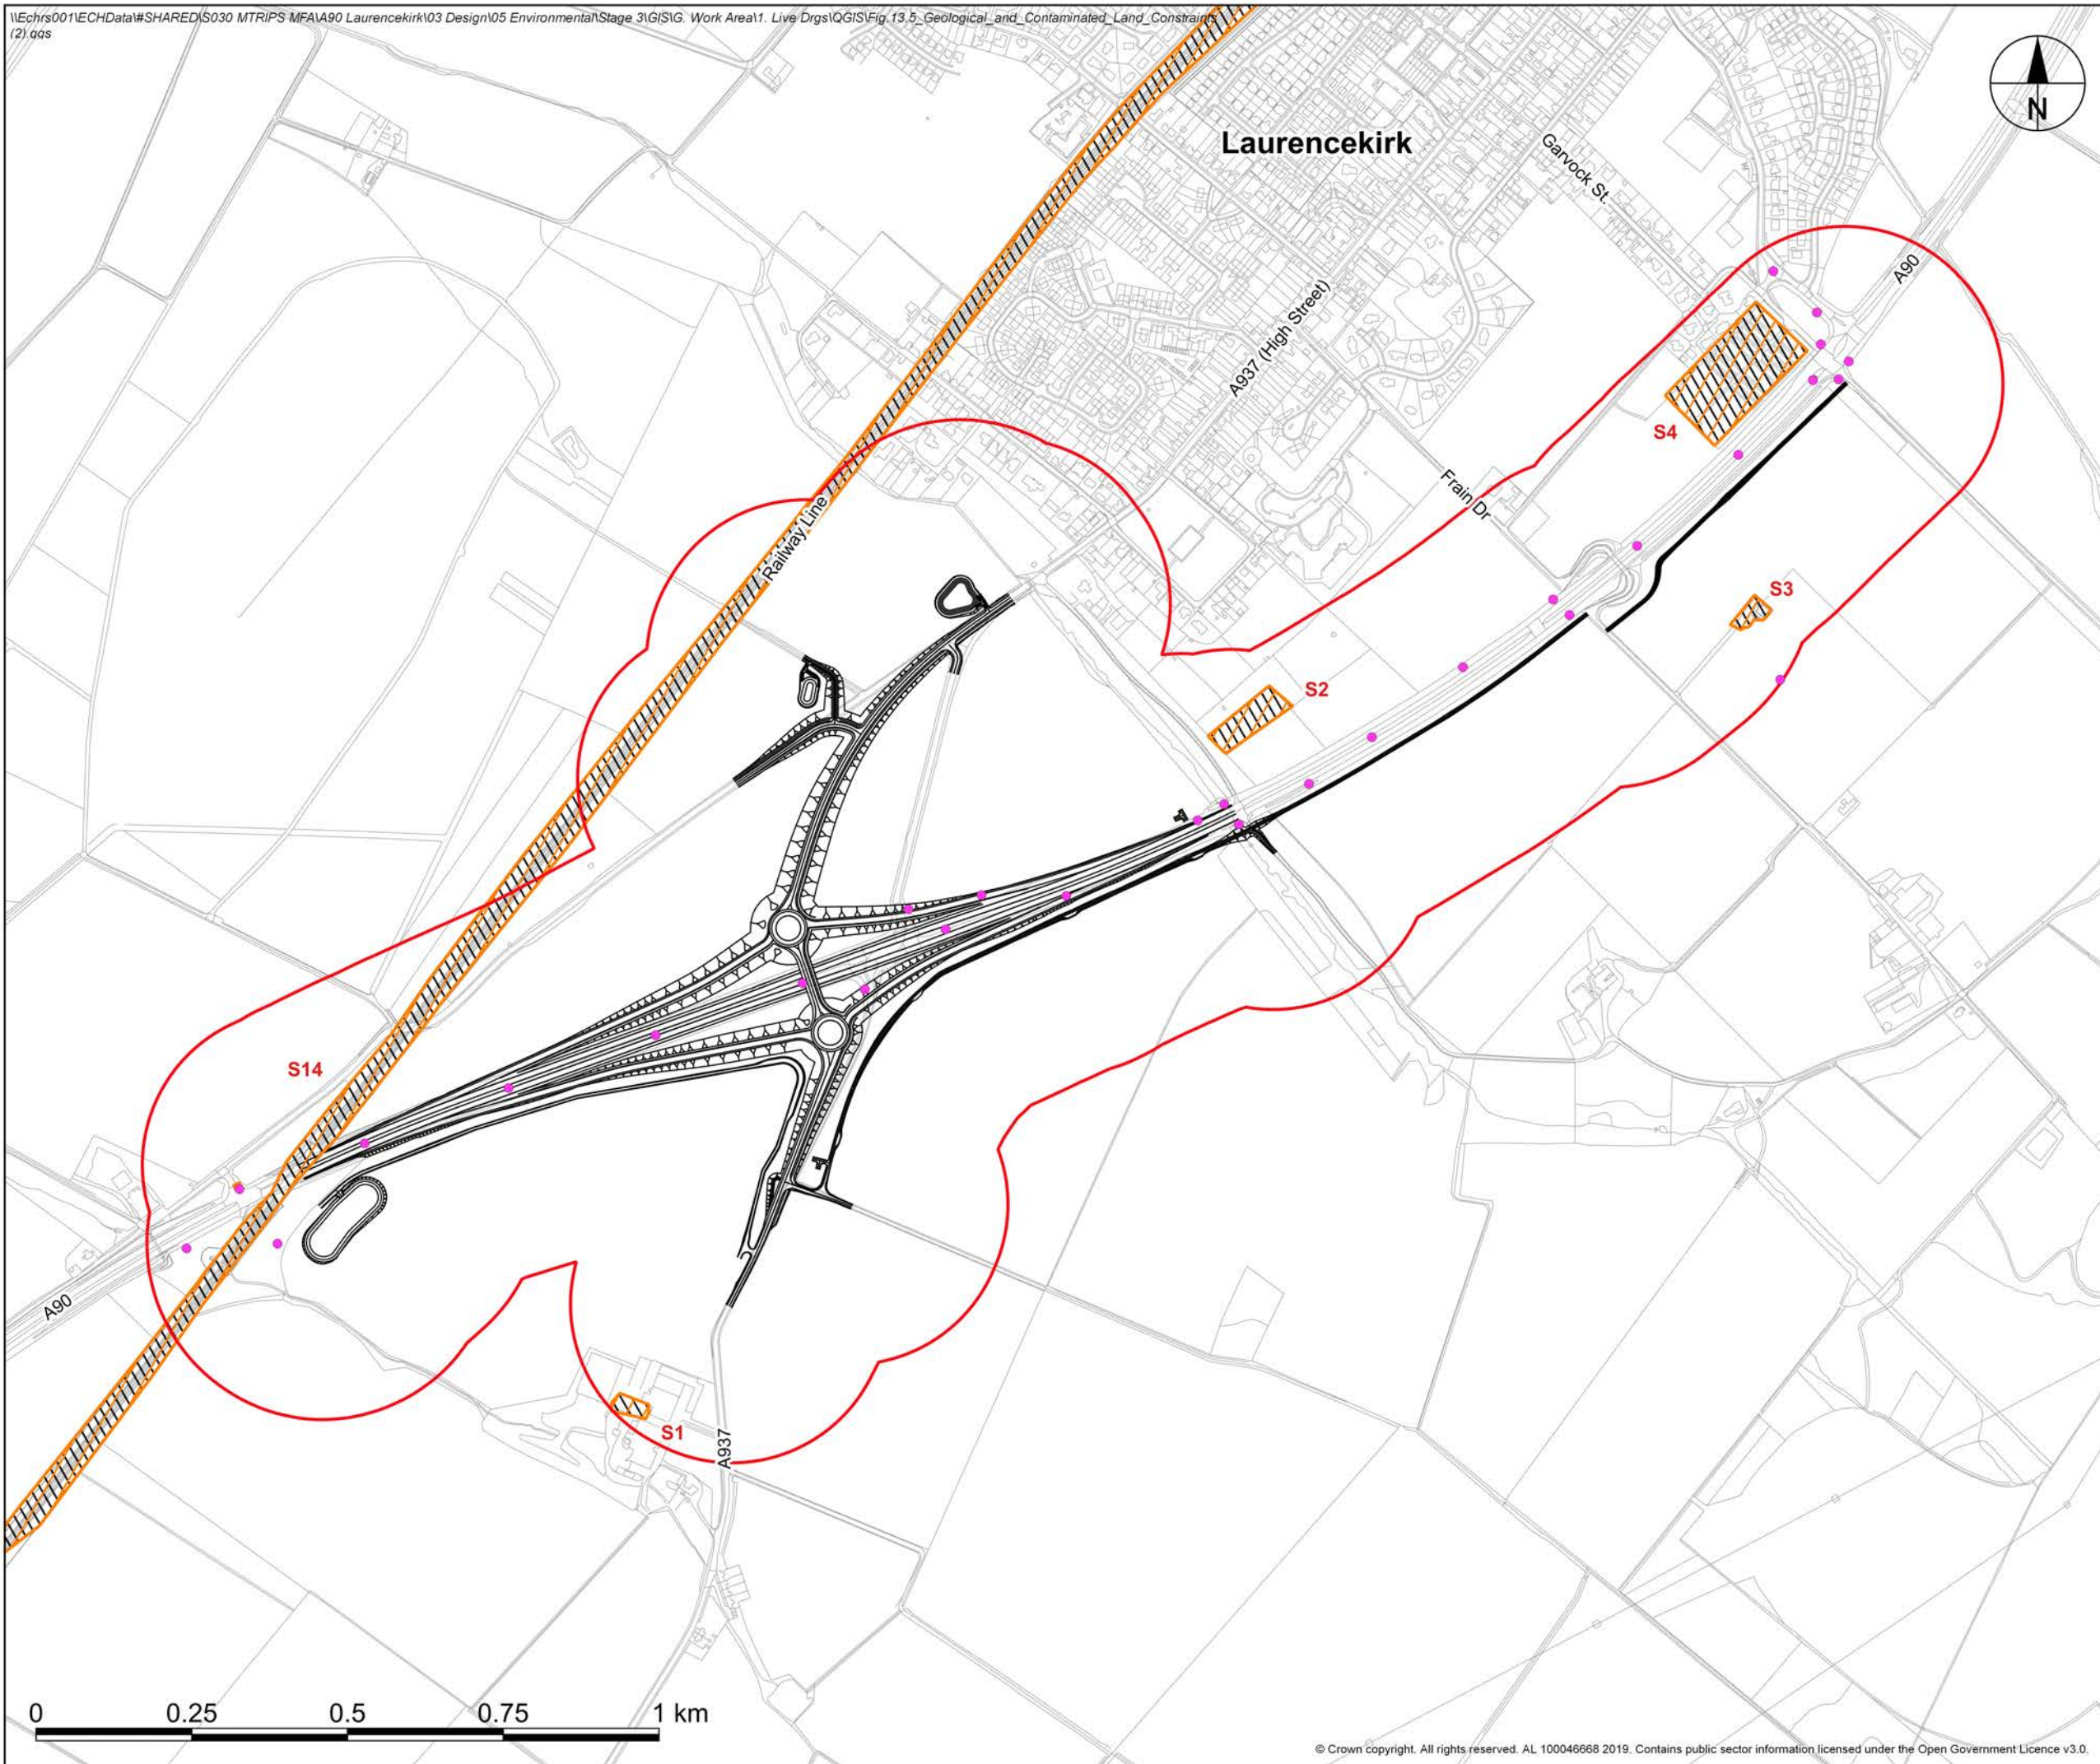 \\Echrs001\ECHData\#SHARED\S030 MTRIPS MFA\A90 Laurencekirk\03 Design\05 Environmental\Stage 3\GIS\G. Work Area\1. Live Drgs\QGIS\Fig.13.5_Geological_and_Contaminated_Land_Constraints
(2).qgs
N
Laurencekirk
Garvock St.
A90
A937 (High Street)
S4
Frain Dr
Railway Line
S3
S2
S14
A90
S1
A937
0 0.25 0.5 0.75 1 km
© Crown copyright. All rights reserved. AL 100046668 2019. Contains public sector information licensed under the Open Government Licence v3.0.